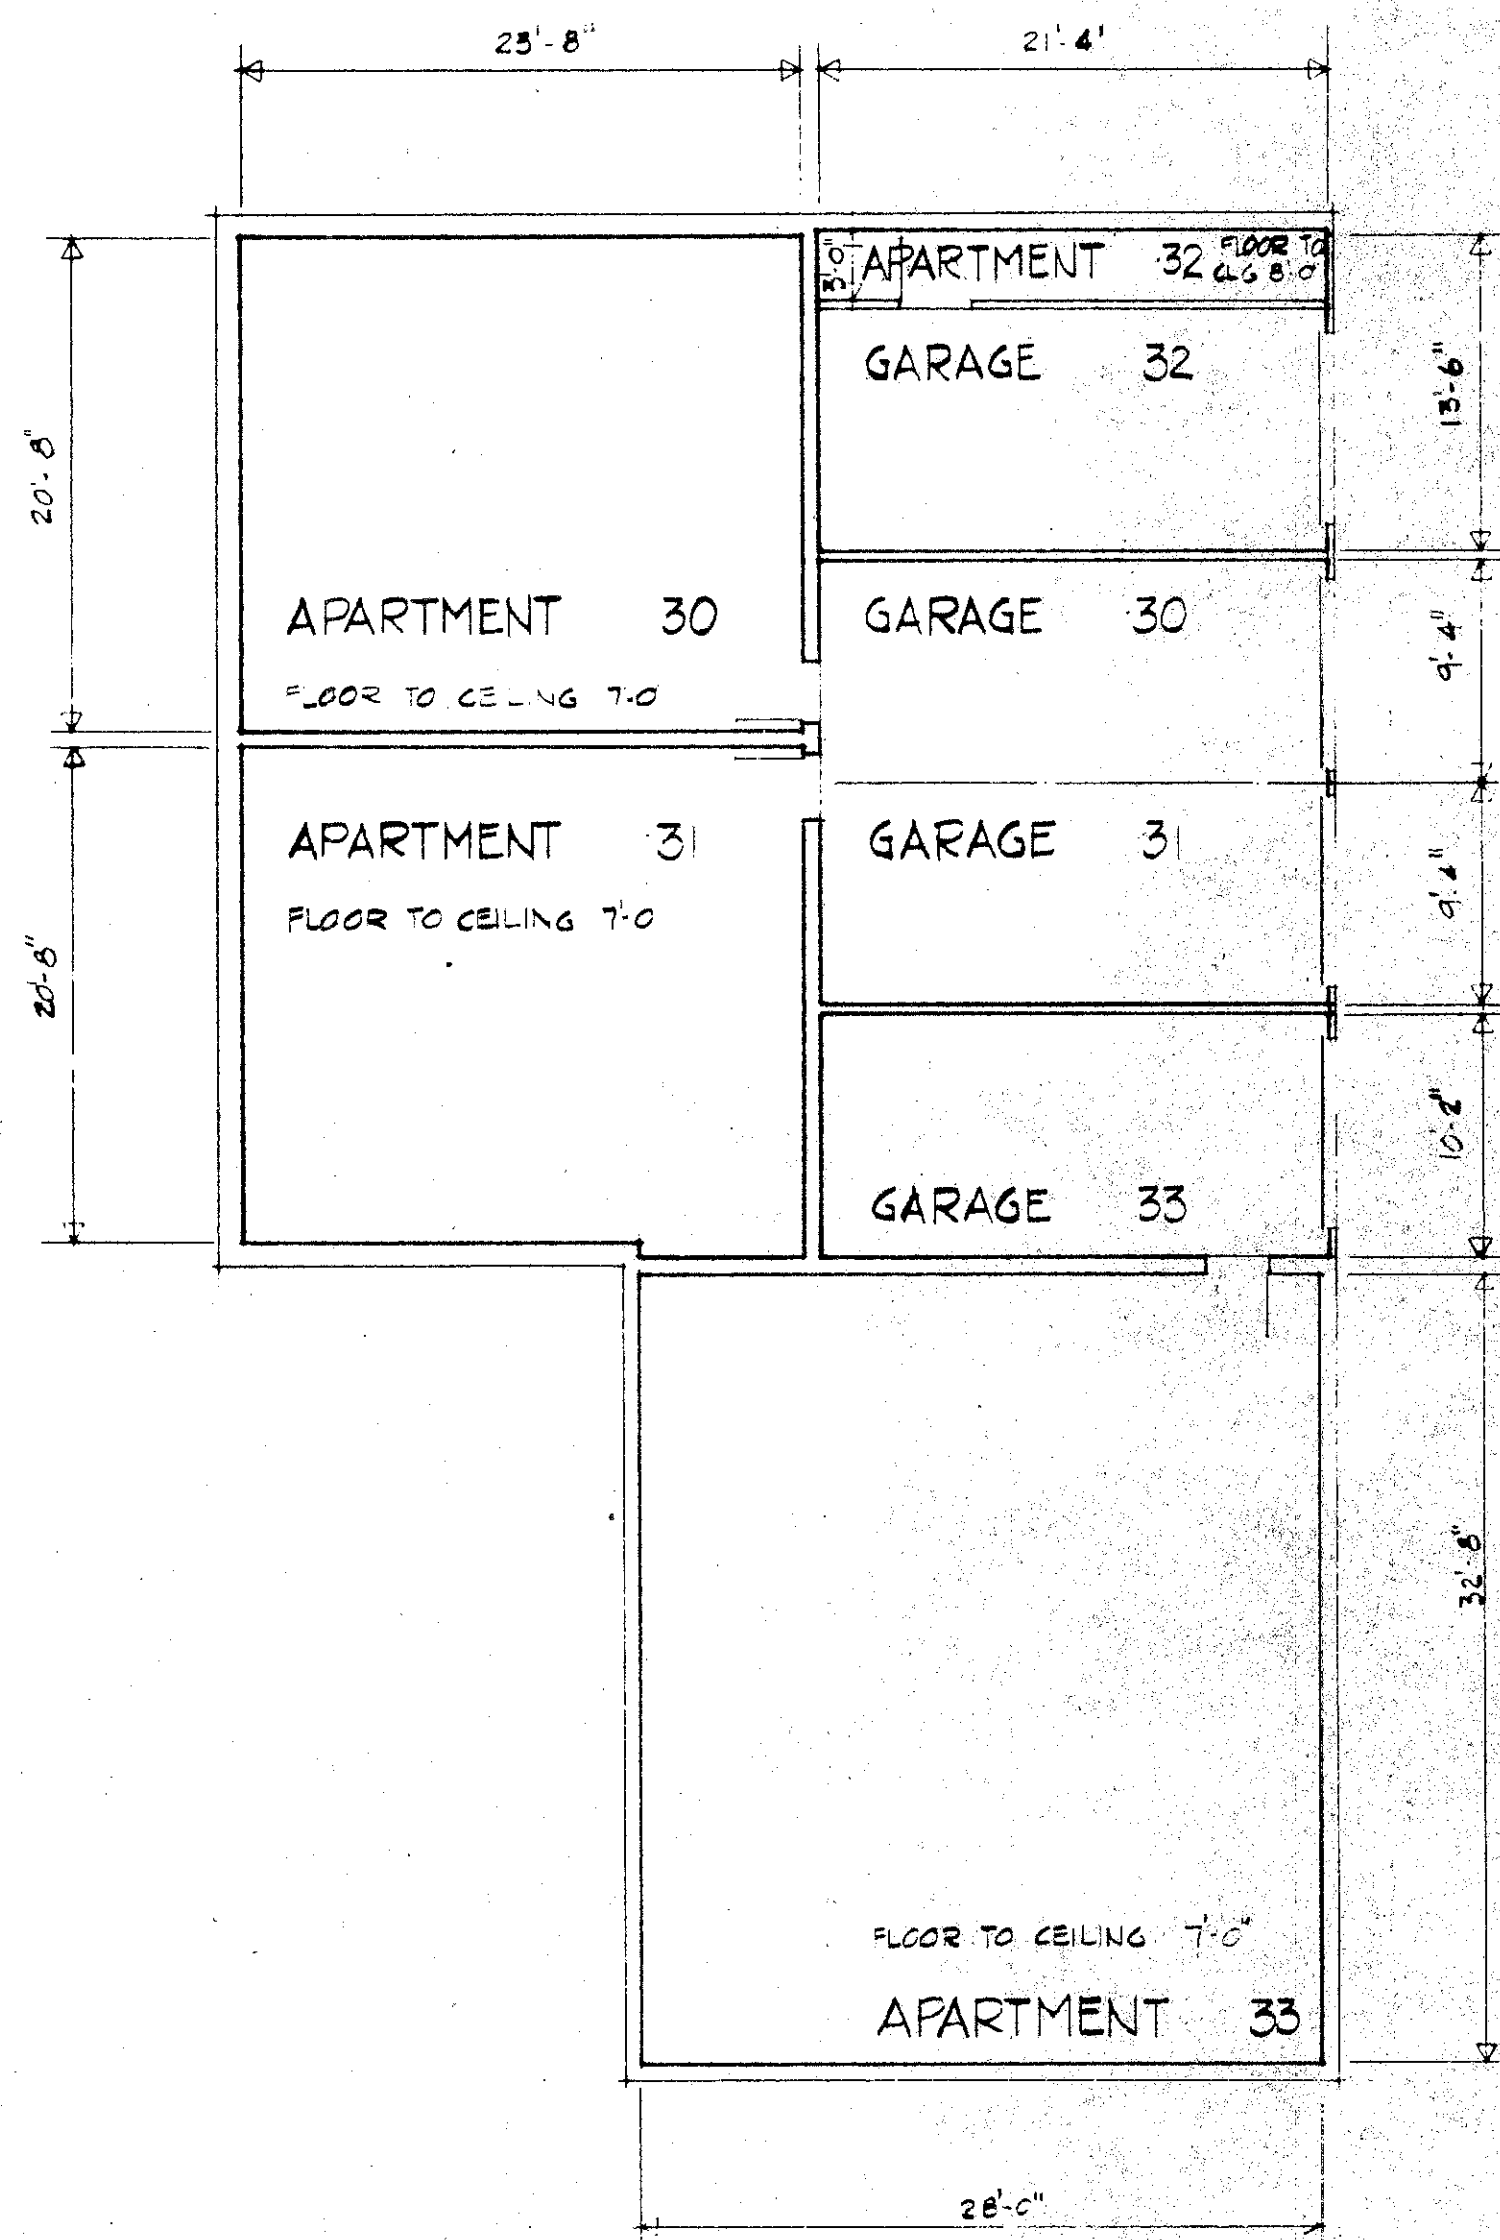 23'-8"
21'-4'
3'-0"
APARTMENT 32
FLOOR TO
CLG 8'-0"
GARAGE 32
13'-6"
20'-8"
APARTMENT 30
GARAGE 30
9'-4"
FLOOR TO CEILING 7'-0
APARTMENT 31
GARAGE 31
9'-4"
FLOOR TO CEILING 7'-0
20'-8"
10'-2"
GARAGE 33
32'-8"
FLOOR TO CEILING 7'-0"
APARTMENT 33
28'-0"